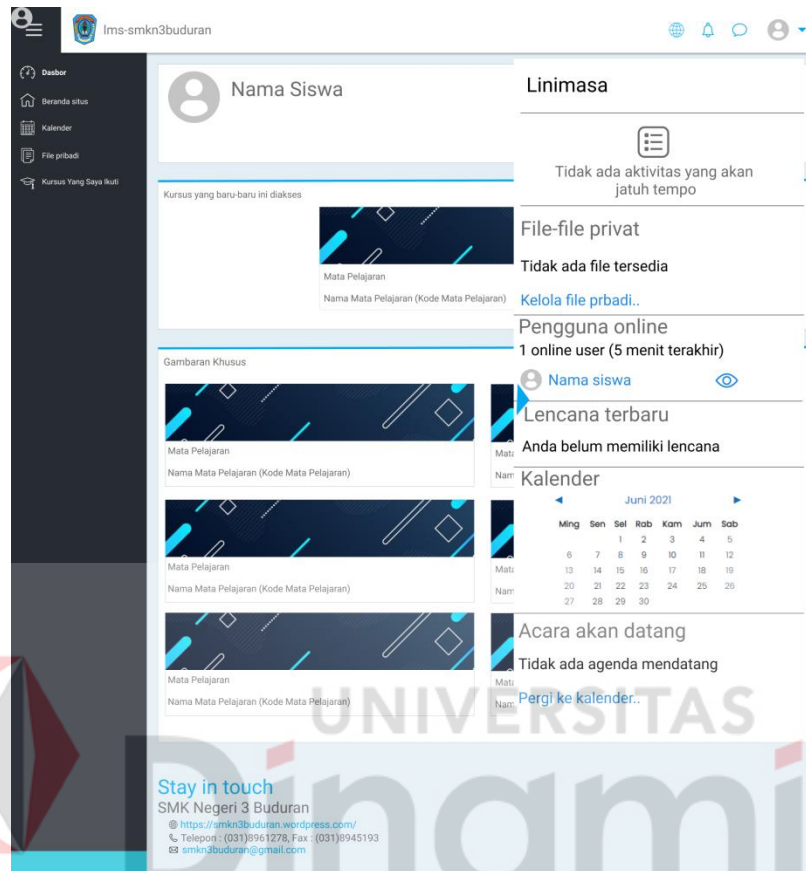 lms-smkn3buduran
Dasbor
Beranda situs
Kalender
File pribadi
Kursus Yang Saya Ikuti
Nama Siswa
Kursus yang baru-baru ini diakses
Mata Pelajaran
Nama Mata Pelajaran (Kode Mata Pelajaran)
Gambaran Khusus
Mata Pelajaran
Nama Mata Pelajaran (Kode Mata Pelajaran)
Mata
Nam
Mata Pelajaran
Nama Mata Pelajaran (Kode Mata Pelajaran)
Mata
Nam
Mata Pelajaran
Nama Mata Pelajaran (Kode Mata Pelajaran)
Mata
Nam
Linimasa
Tidak ada aktivitas yang akan
jatuh tempo
File-file privat
Tidak ada file tersedia
Kelola file prbadi..
Pengguna online
1 online user (5 menit terakhir)
Nama siswa
Lencana terbaru
Anda belum memiliki lencana
Kalender
Juni 2021
Ming Sen Sel Rab Kam Jum Sab
1 2 3 4 5
6 7 8 9 10 11 12
13 14 15 16 17 18 19
20 21 22 23 24 25 26
27 28 29 30
Acara akan datang
Tidak ada agenda mendatang
Pergi ke kalender..
UNIVERSITAS
Dinami
Stay in touch
SMK Negeri 3 Buduran
https://smkn3buduran.wordpress.com/
Telepon : (031)8961278, Fax : (031)8945193
smkn3buduran@gmail.com